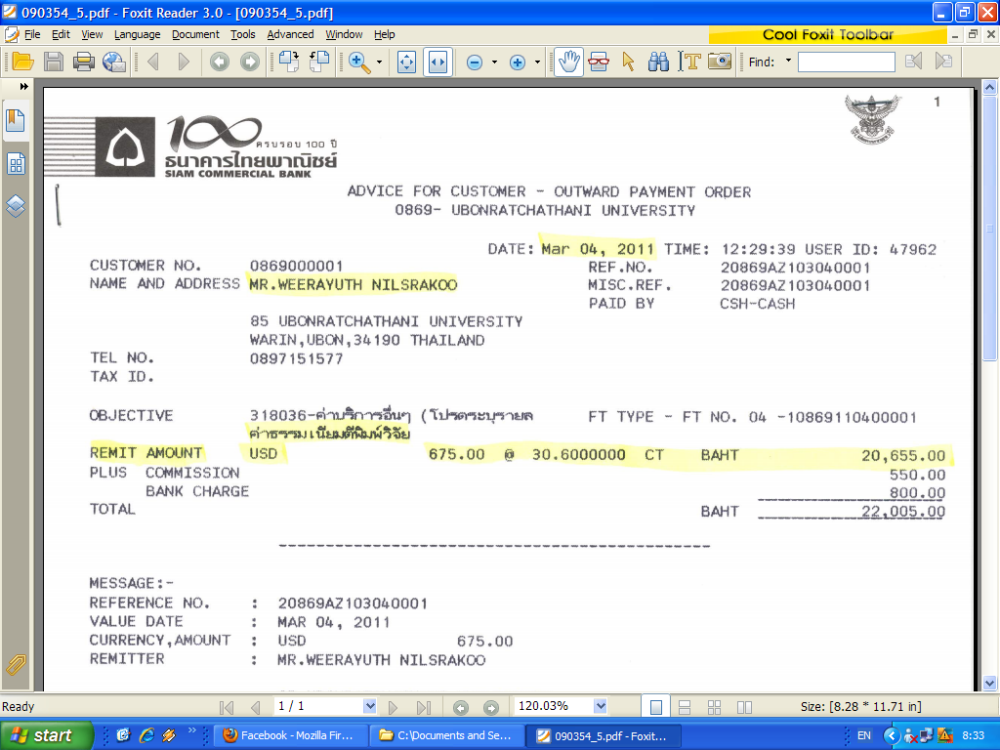 090354_5.pdf - Foxit Reader 3.0 - [090354_5.pdf]
File Edit View Language Document Tools Advanced Window Help
Cool Foxit Toolbar
Find:
1
100 ครบรอบ 100 ปี
ธนาคารไทยพาณิชย์
SIAM COMMERCIAL BANK
ADVICE FOR CUSTOMER - OUTWARD PAYMENT ORDER
0869- UBONRATCHATHANI UNIVERSITY
DATE: Mar 04, 2011 TIME: 12:29:39 USER ID: 47962
CUSTOMER NO. 0869000001 REF.NO. 20869AZ103040001
NAME AND ADDRESS MR.WEERAYUTH NILSRAKOO MISC.REF. 20869AZ103040001
PAID BY CSH-CASH
85 UBONRATCHATHANI UNIVERSITY
WARIN,UBON,34190 THAILAND
TEL NO. 0897151577
TAX ID.
OBJECTIVE 318036-ค่าบริการอื่นๆ (โปรดระบุรายล FT TYPE - FT NO. 04 -10869110400001
ค่าธรรมเนียมตีพิมพ์วิจัย
REMIT AMOUNT USD 675.00 @ 30.6000000 CT BAHT 20,655.00
PLUS COMMISSION 550.00
BANK CHARGE 800.00
TOTAL BAHT 22,005.00
MESSAGE:-
REFERENCE NO. : 20869AZ103040001
VALUE DATE : MAR 04, 2011
CURRENCY,AMOUNT : USD 675.00
REMITTER : MR.WEERAYUTH NILSRAKOO
Ready 1 / 1 120.03% Size: [8.28 * 11.71 in]
start Facebook - Mozilla Fir... C:\Documents and Se... 090354_5.pdf - Foxit... EN 8:33